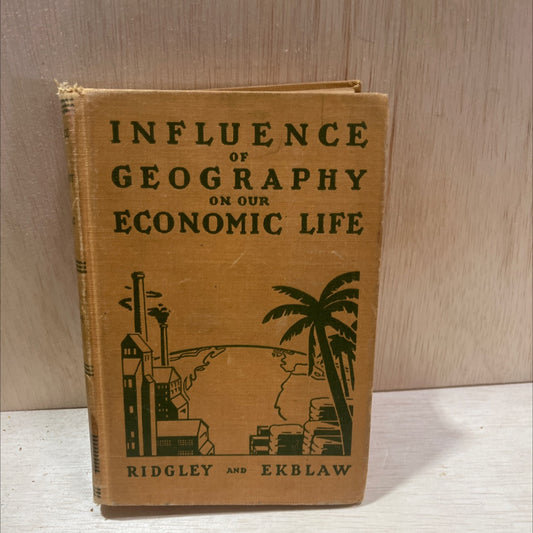 INFLUENCE
OF
GEOGRAPHY
ON OUR
ECONOMIC LIFE
RIDGLEY AND EKBLAW